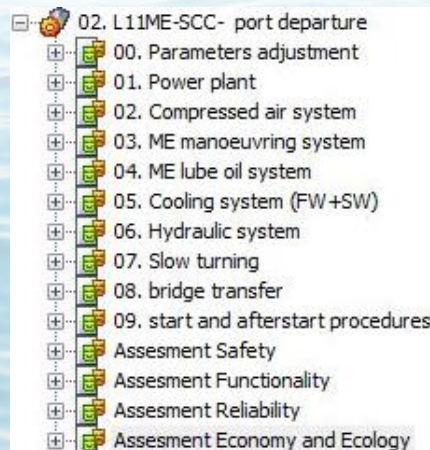 02. L11ME-SCC- port departure
00. Parameters adjustment
01. Power plant
02. Compressed air system
03. ME manoeuvring system
04. ME lube oil system
05. Cooling system (FW+SW)
06. Hydraulic system
07. Slow turning
08. bridge transfer
09. start and afterstart procedures
Assesment Safety
Assesment Functionality
Assesment Reliability
Assesment Economy and Ecology